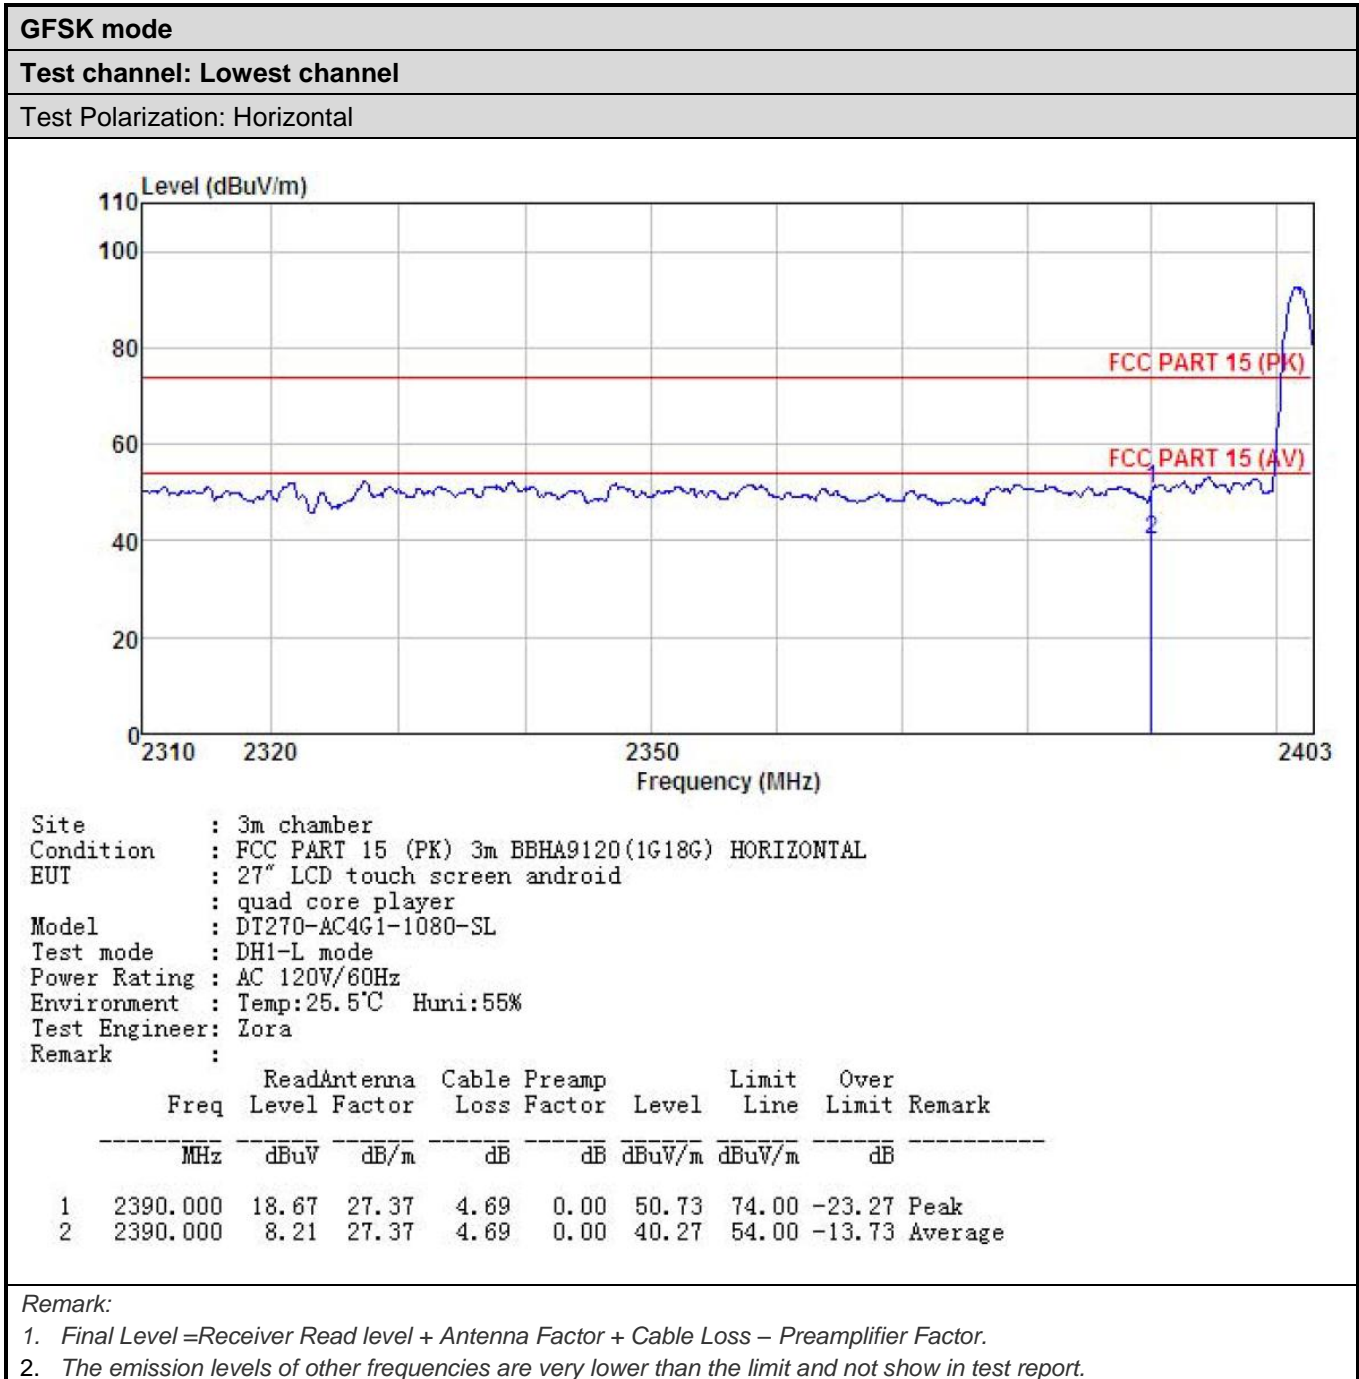 GFSK mode
Test channel: Lowest channel
Test Polarization: Horizontal
Level (dBuV/m)
110
100
80
FCC PART 15 (PK)
60
FCC PART 15 (AV)
1
2
40
20
0
2310 2320 2350 2403
Frequency (MHz)
Site : 3m chamber
Condition : FCC PART 15 (PK) 3m BBHA9120(1G18G) HORIZONTAL
EUT : 27" LCD touch screen android
: quad core player
Model : DT270-AC4G1-1080-SL
Test mode : DH1-L mode
Power Rating : AC 120V/60Hz
Environment : Temp:25.5℃ Huni:55%
Test Engineer: Zora
Remark :
ReadAntenna Cable Preamp Limit Over
Freq Level Factor Loss Factor Level Line Limit Remark
MHz dBuV dB/m dB dB dBuV/m dBuV/m dB
1 2390.000 18.67 27.37 4.69 0.00 50.73 74.00 -23.27 Peak
2 2390.000 8.21 27.37 4.69 0.00 40.27 54.00 -13.73 Average
Remark:
1. Final Level =Receiver Read level + Antenna Factor + Cable Loss – Preamplifier Factor.
2. The emission levels of other frequencies are very lower than the limit and not show in test report.